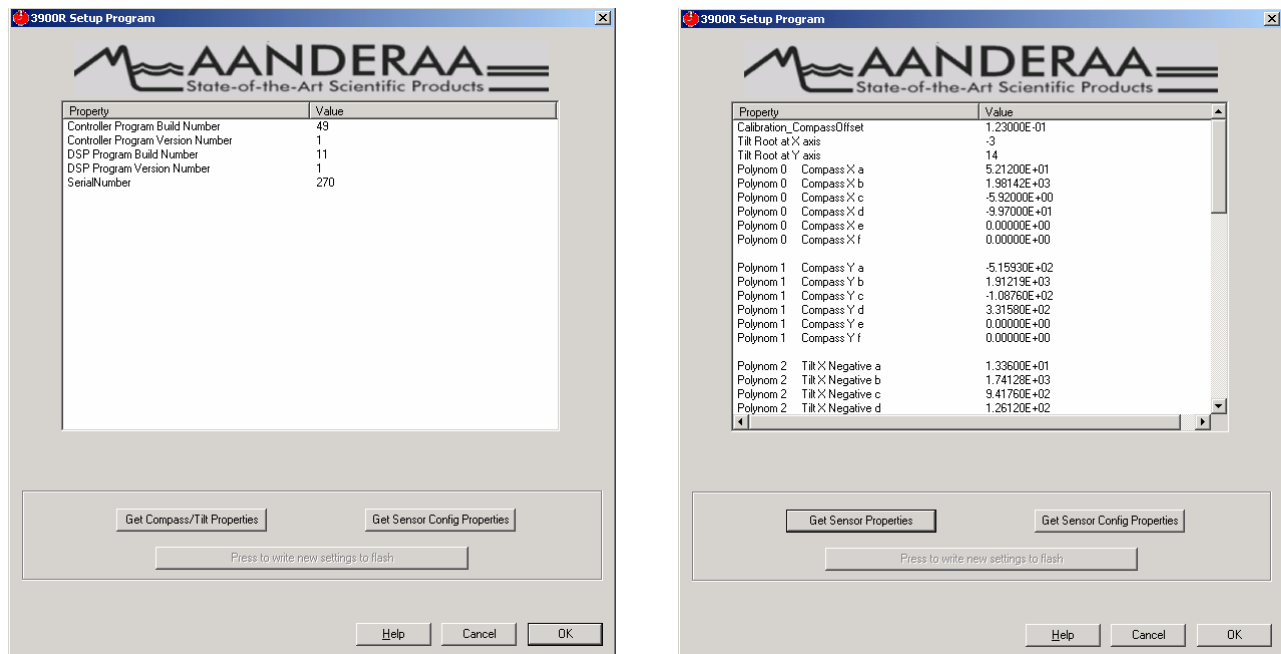 3900R Setup Program
AANDERAA
State-of-the-Art Scientific Products
Property Value
Controller Program Build Number 49
Controller Program Version Number 1
DSP Program Build Number 11
DSP Program Version Number 1
SerialNumber 270
Get Compass/Tilt Properties Get Sensor Config Properties
Press to write new settings to flash
Help Cancel OK
3900R Setup Program
AANDERAA
State-of-the-Art Scientific Products
Property Value
Calibration_CompassOffset 1.23000E-01
Tilt Root at X axis -3
Tilt Root at Y axis 14
Polynom 0 Compass X a 5.21200E+01
Polynom 0 Compass X b 1.98142E+03
Polynom 0 Compass X c -5.92000E+00
Polynom 0 Compass X d -9.97000E+01
Polynom 0 Compass X e 0.00000E+00
Polynom 0 Compass X f 0.00000E+00
Polynom 1 Compass Y a -5.15930E+02
Polynom 1 Compass Y b 1.91219E+03
Polynom 1 Compass Y c -1.08760E+02
Polynom 1 Compass Y d 3.31580E+02
Polynom 1 Compass Y e 0.00000E+00
Polynom 1 Compass Y f 0.00000E+00
Polynom 2 Tilt X Negative a 1.33600E+01
Polynom 2 Tilt X Negative b 1.74128E+03
Polynom 2 Tilt X Negative c 9.41760E+02
Polynom 2 Tilt X Negative d 1.26120E+02
Get Sensor Properties Get Sensor Config Properties
Press to write new settings to flash
Help Cancel OK